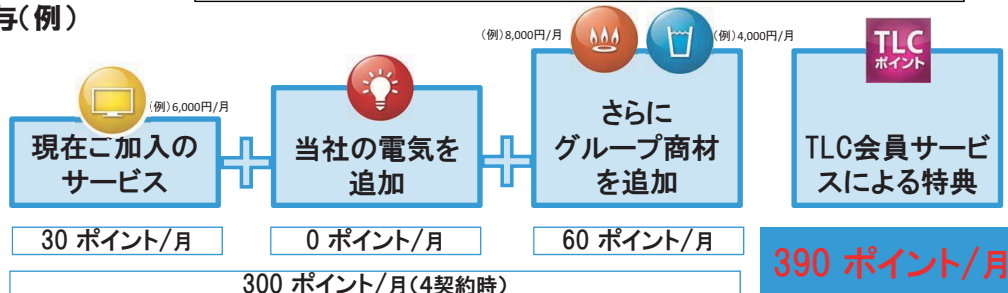 与(例)
(例)8,000円/月
(例)4,000円/月
TLC
ポイント
(例)6,000円/月
現在ご加入の
サービス
当社の電気を
追加
さらに
グループ商材
を追加
TLC会員サービ
スによる特典
30 ポイント/月
0 ポイント/月
60 ポイント/月
390 ポイント/月
300 ポイント/月(4契約時)